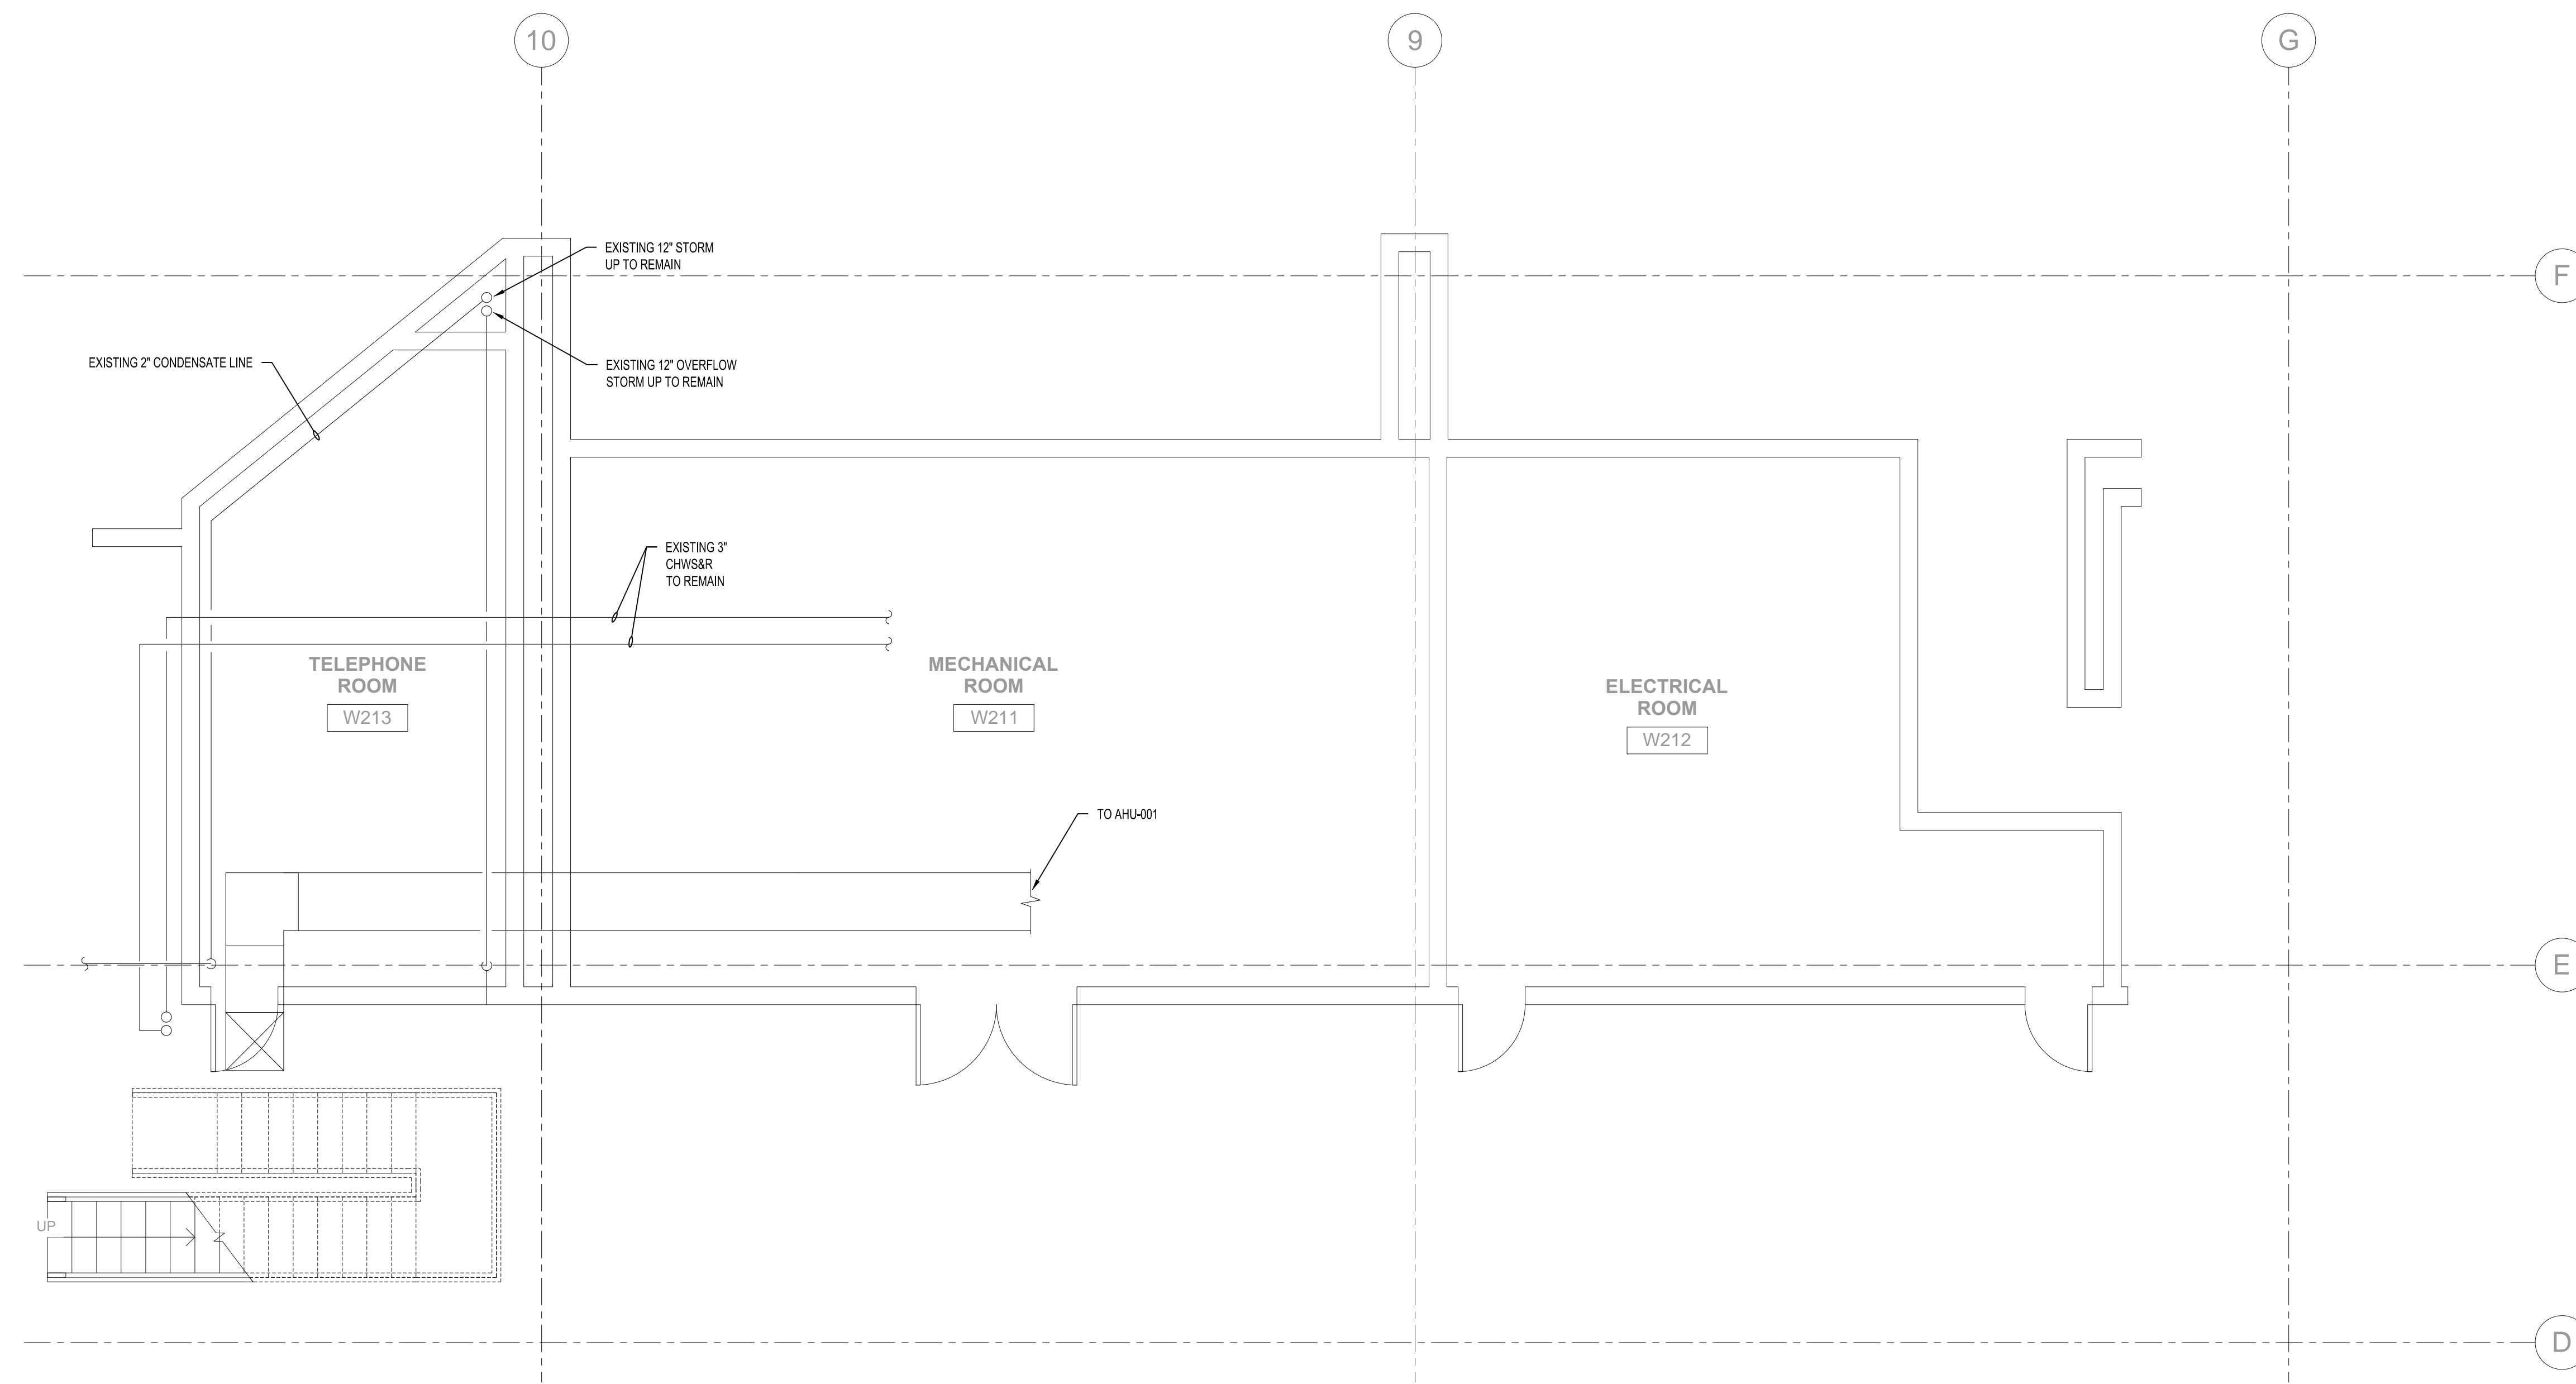 10
9
G
EXISTING 12" STORM
UP TO REMAIN
F
EXISTING 2" CONDENSATE LINE
EXISTING 12" OVERFLOW
STORM UP TO REMAIN
EXISTING 3"
CHWS&R
TO REMAIN
TELEPHONE
ROOM
W213
MECHANICAL
ROOM
W211
ELECTRICAL
ROOM
W212
TO AHU-001
E
UP
D